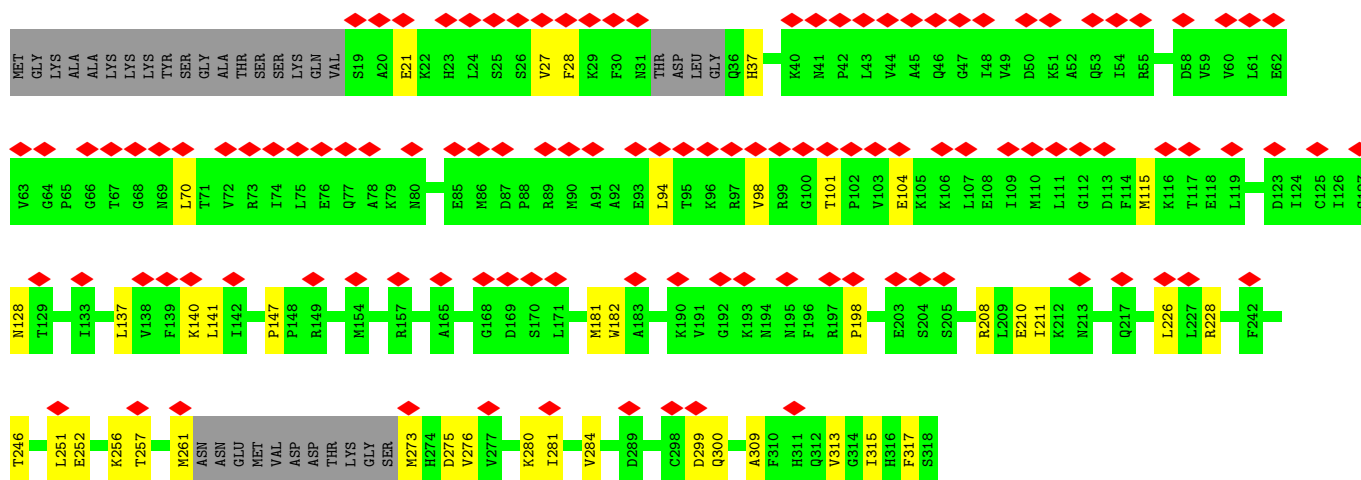 MET GLY LYS ALA ALA LYS LYS LYS TYR SER GLY ALA THR SER SER LYS GLN VAL S19 A20 E21 K22 H23 L24 S25 S26 V27 F28 K29 F30 N31 THR ASP LEU GLY Q36 H37 K40 N41 P42 L43 V44 A45 Q46 G47 I48 V49 D50 K51 A52 Q53 I54 R55 D58 V59 V60 L61 E62
V63 G64 P65 G66 T67 G68 N69 L70 T71 V72 R73 I74 L75 E76 Q77 A78 K79 N80 E85 M86 D87 P88 R89 M90 A91 A92 E93 L94 T95 K96 R97 V98 R99 G100 T101 P102 V103 E104 K105 K106 L107 E108 I109 M110 L111 G112 D113 F114 M115 K116 T117 E118 L119 D123 I124 C125 I126
N128 T129 I133 L137 V138 F139 K140 L141 I142 P147 P148 R149 M154 R157 A165 G168 D169 S170 L171 M181 W182 A183 K190 V191 G192 K193 N194 N195 F196 R197 P198 E203 S204 S205 R208 L209 E210 I211 K212 N213 Q217 L226 L227 R228 F242
T246 L251 E252 K256 T257 M261 ASN ASN GLU MET VAL ASP ASP THR LYS GLY SER M273 H274 D275 V276 V277 K280 I281 V284 D289 C298 D299 Q300 A309 F310 H311 Q312 V313 G314 I315 H316 F317 S318